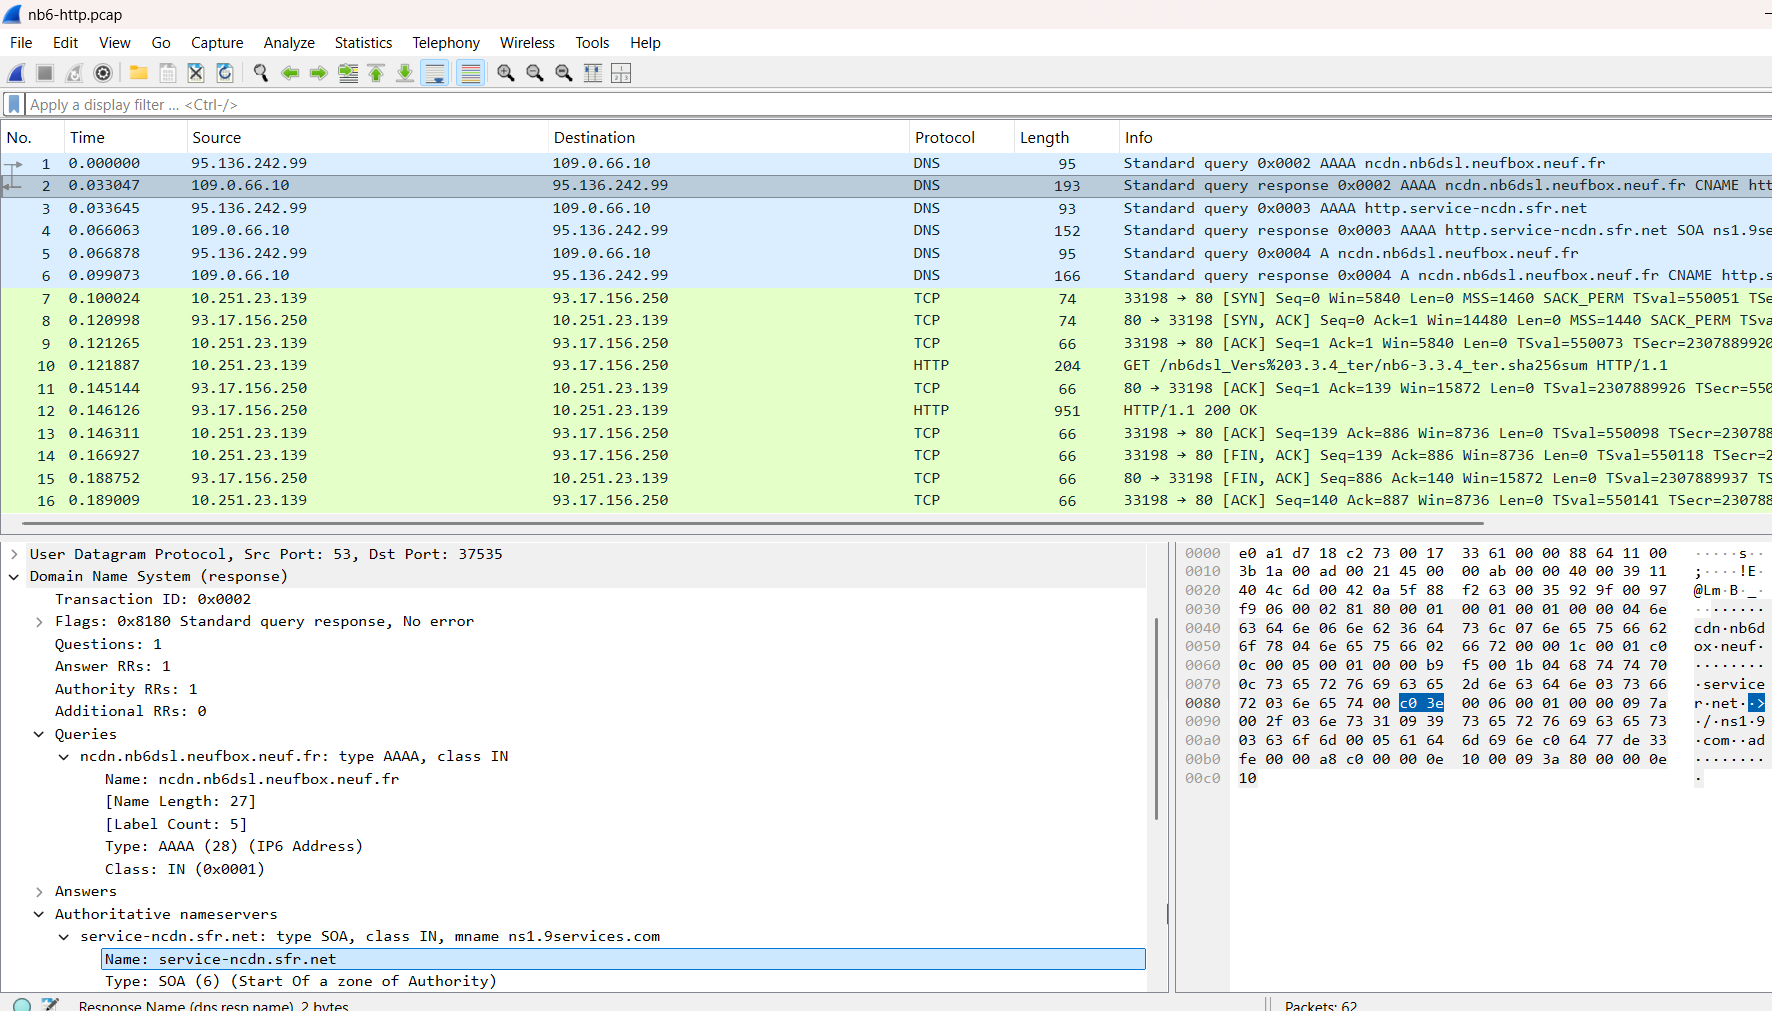 nb6-http.pcap
File Edit View Go Capture Analyze Statistics Telephony Wireless Tools Help
Apply a display filter ... <Ctrl-/>
No. Time Source Destination Protocol Length Info
1 0.000000 95.136.242.99 109.0.66.10 DNS 95 Standard query 0x0002 AAAA ncdn.nb6dsl.neufbox.neuf.fr
2 0.033047 109.0.66.10 95.136.242.99 DNS 193 Standard query response 0x0002 AAAA ncdn.nb6dsl.neufbox.neuf.fr CNAME htt
3 0.033645 95.136.242.99 109.0.66.10 DNS 93 Standard query 0x0003 AAAA http.service-ncdn.sfr.net
4 0.066063 109.0.66.10 95.136.242.99 DNS 152 Standard query response 0x0003 AAAA http.service-ncdn.sfr.net SOA ns1.9se
5 0.066878 95.136.242.99 109.0.66.10 DNS 95 Standard query 0x0004 A ncdn.nb6dsl.neufbox.neuf.fr
6 0.099073 109.0.66.10 95.136.242.99 DNS 166 Standard query response 0x0004 A ncdn.nb6dsl.neufbox.neuf.fr CNAME http.s
7 0.100024 10.251.23.139 93.17.156.250 TCP 74 33198 → 80 [SYN] Seq=0 Win=5840 Len=0 MSS=1460 SACK_PERM TSval=550051 TSe
8 0.120998 93.17.156.250 10.251.23.139 TCP 74 80 → 33198 [SYN, ACK] Seq=0 Ack=1 Win=14480 Len=0 MSS=1440 SACK_PERM TSva
9 0.121265 10.251.23.139 93.17.156.250 TCP 66 33198 → 80 [ACK] Seq=1 Ack=1 Win=5840 Len=0 TSval=550073 TSecr=2307889920
10 0.121887 10.251.23.139 93.17.156.250 HTTP 204 GET /nb6dsl_Vers%203.3.4_ter/nb6-3.3.4_ter.sha256sum HTTP/1.1
11 0.145144 93.17.156.250 10.251.23.139 TCP 66 80 → 33198 [ACK] Seq=1 Ack=139 Win=15872 Len=0 TSval=2307889926 TSecr=550
12 0.146126 93.17.156.250 10.251.23.139 HTTP 951 HTTP/1.1 200 OK
13 0.146311 10.251.23.139 93.17.156.250 TCP 66 33198 → 80 [ACK] Seq=139 Ack=886 Win=8736 Len=0 TSval=550098 TSecr=230788
14 0.166927 10.251.23.139 93.17.156.250 TCP 66 33198 → 80 [FIN, ACK] Seq=139 Ack=886 Win=8736 Len=0 TSval=550118 TSecr=2
15 0.188752 93.17.156.250 10.251.23.139 TCP 66 80 → 33198 [FIN, ACK] Seq=886 Ack=140 Win=15872 Len=0 TSval=2307889937 TS
16 0.189009 10.251.23.139 93.17.156.250 TCP 66 33198 → 80 [ACK] Seq=140 Ack=887 Win=8736 Len=0 TSval=550141 TSecr=230788
User Datagram Protocol, Src Port: 53, Dst Port: 37535
Domain Name System (response)
Transaction ID: 0x0002
Flags: 0x8180 Standard query response, No error
Questions: 1
Answer RRs: 1
Authority RRs: 1
Additional RRs: 0
Queries
ncdn.nb6dsl.neufbox.neuf.fr: type AAAA, class IN
Name: ncdn.nb6dsl.neufbox.neuf.fr
[Name Length: 27]
[Label Count: 5]
Type: AAAA (28) (IP6 Address)
Class: IN (0x0001)
Answers
Authoritative nameservers
service-ncdn.sfr.net: type SOA, class IN, mname ns1.9services.com
Name: service-ncdn.sfr.net
Type: SOA (6) (Start Of a zone of Authority)
0000 e0 a1 d7 18 c2 73 00 17 33 61 00 00 88 64 11 00 ·····s··
0010 3b 1a 00 ad 00 21 45 00 00 ab 00 00 40 00 39 11 ;····!E·
0020 40 4c 6d 00 42 0a 5f 88 f2 63 00 35 92 9f 00 97 @Lm·B·_·
0030 f9 06 00 02 81 80 00 01 00 01 00 01 00 00 04 6e ········
0040 63 64 6e 06 6e 62 36 64 73 6c 07 6e 65 75 66 62 cdn·nb6d
0050 6f 78 04 6e 65 75 66 02 66 72 00 00 1c 00 01 c0 ox·neuf·
0060 0c 00 05 00 01 00 00 b9 f5 00 1b 04 68 74 74 70 ········
0070 0c 73 65 72 76 69 63 65 2d 6e 63 64 6e 03 73 66 ·service
0080 72 03 6e 65 74 00 c0 3e 00 06 00 01 00 00 09 7a r·net··>
0090 00 2f 03 6e 73 31 09 39 73 65 72 76 69 63 65 73 ·/·ns1·9
00a0 03 63 6f 6d 00 05 61 64 6d 69 6e c0 64 77 de 33 ·com··ad
00b0 fe 00 00 a8 c0 00 00 0e 10 00 09 3a 80 00 00 0e ········
00c0 10 ·
Response Name (dns.resp.name), 2 bytes
Packets: 62